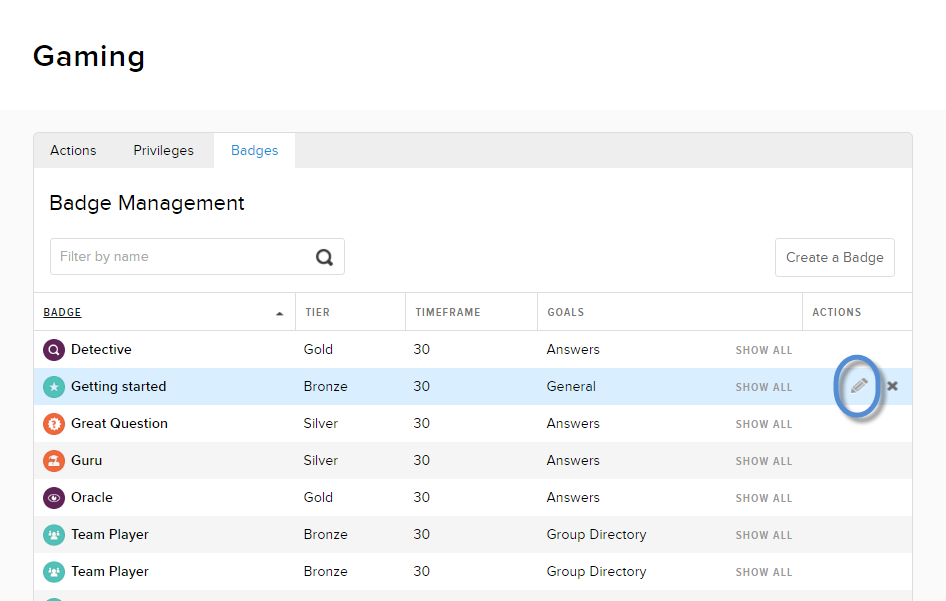 Gaming
Actions Privileges Badges
Badge Management
Filter by name
Create a Badge
BADGE TIER TIMEFRAME GOALS ACTIONS
Detective Gold 30 Answers SHOW ALL
Getting started Bronze 30 General SHOW ALL
Great Question Silver 30 Answers SHOW ALL
Guru Silver 30 Answers SHOW ALL
Oracle Gold 30 Answers SHOW ALL
Team Player Bronze 30 Group Directory SHOW ALL
Team Player Bronze 30 Group Directory SHOW ALL